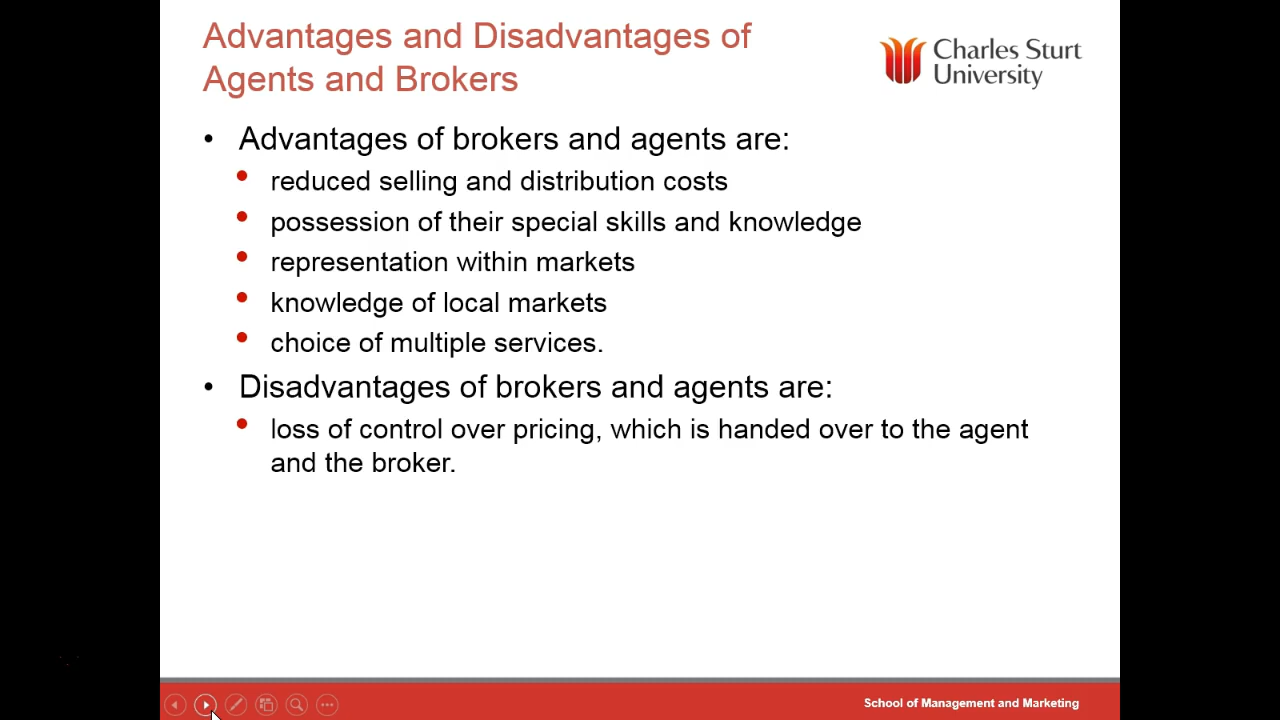 Advantages and Disadvantages of
Agents and Brokers
Charles Sturt
University
• Advantages of brokers and agents are:
• reduced selling and distribution costs
• possession of their special skills and knowledge
• representation within markets
• knowledge of local markets
• choice of multiple services.
• Disadvantages of brokers and agents are:
• loss of control over pricing, which is handed over to the agent
and the broker.
School of Management and Marketing